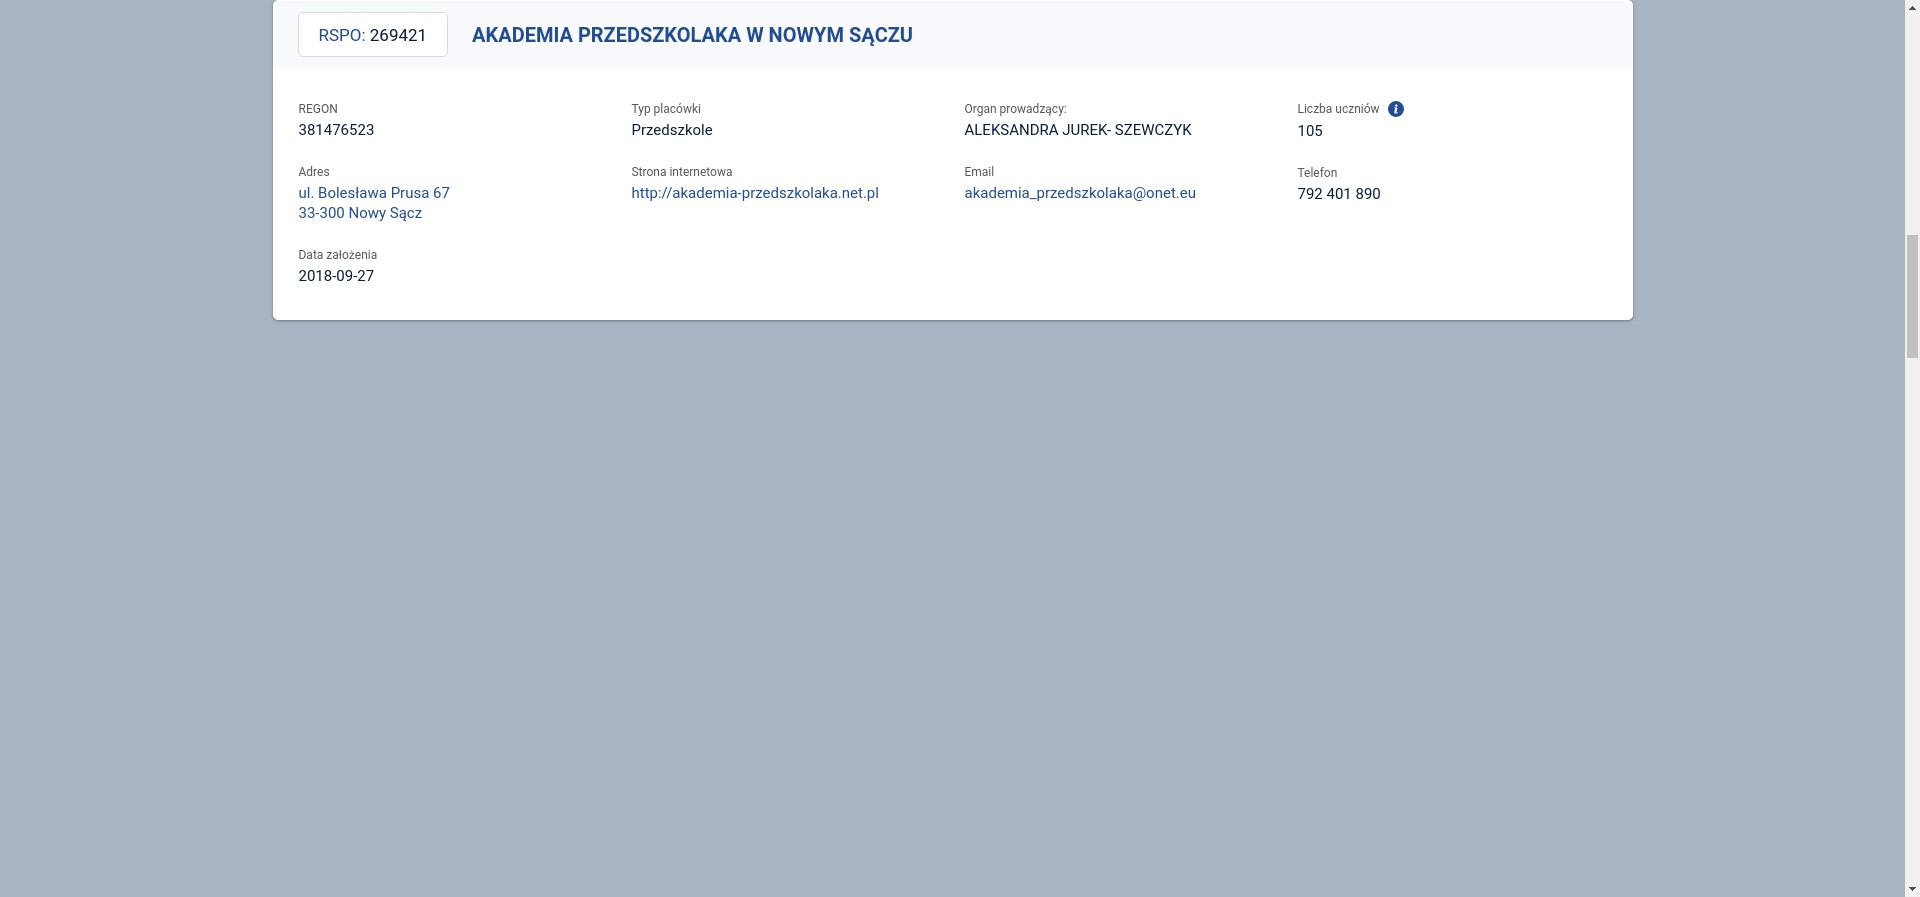 RSPO: 269421
AKADEMIA PRZEDSZKOLAKA W NOWYM SĄCZU
REGON
381476523
Typ placówki
Przedszkole
Organ prowadzący:
ALEKSANDRA JUREK- SZEWCZYK
Liczba uczniów
105
Adres
ul. Bolesława Prusa 67
33-300 Nowy Sącz
Strona internetowa
http://akademia-przedszkolaka.net.pl
Email
akademia_przedszkolaka@onet.eu
Telefon
792 401 890
Data założenia
2018-09-27